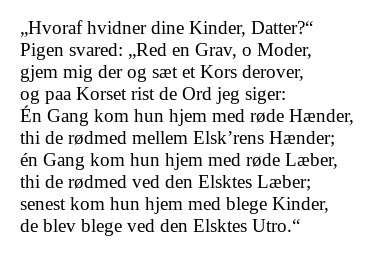 „Hvoraf hvidner dine Kinder, Datter?“
Pigen svared: „Red en Grav, o Moder,
gjem mig der og sæt et Kors derover,
og paa Korset rist de Ord jeg siger:
Én Gang kom hun hjem med røde Hænder,
thi de rødmed mellem Elsk’rens Hænder;
én Gang kom hun hjem med røde Læber,
thi de rødmed ved den Elsktes Læber;
senest kom hun hjem med blege Kinder,
de blev blege ved den Elsktes Utro.“